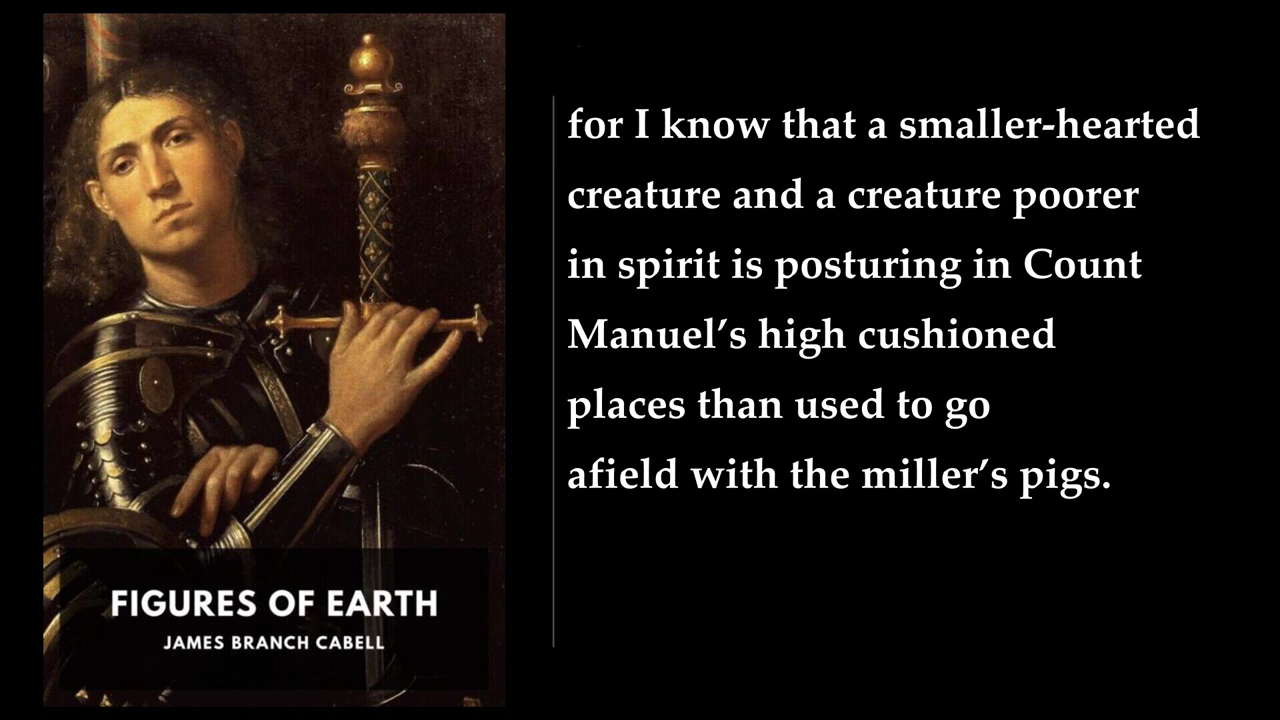 FIGURES OF EARTH
JAMES BRANCH CABELL
for I know that a smaller-hearted
creature and a creature poorer
in spirit is posturing in Count
Manuel’s high cushioned
places than used to go
afield with the miller’s pigs.